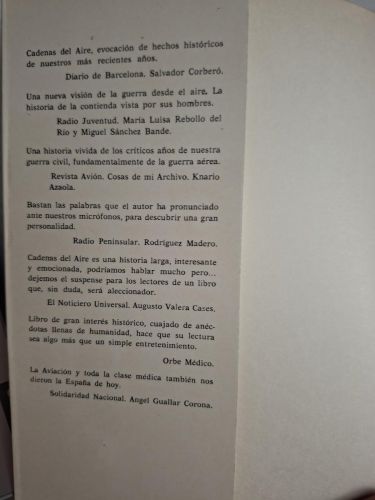 Cadenas del Aire, evocación de hechos históricos
de nuestros más recientes años.
Diario de Barcelona. Salvador Corberó.
Una nueva visión de la guerra desde el aire. La
historia de la contienda vista por sus hombres.
Radio Juventud. María Luisa Rebollo del
Río y Miguel Sánchez Bande.
Una historia vivida de los críticos años de nuestra
guerra civil, fundamentalmente de la guerra aérea.
Revista Avión. Cosas de mi Archivo. Knario
Azaola.
Bastan las palabras que el autor ha pronunciado
ante nuestros micrófonos, para descubrir una gran
personalidad.
Radio Peninsular. Rodríguez Madero.
Cadenas del Aire es una historia larga, interesante
y emocionada, podríamos hablar mucho pero...
dejemos el suspense para los lectores de un libro
que, sin duda, será aleccionador.
El Noticiero Universal. Augusto Valera Cases.
Libro de gran interés histórico, cuajado de anéc-
dotas llenas de humanidad, hace que su lectura
sea algo más que un simple entretenimiento.
Orbe Médico.
La Aviación y toda la clase médica también nos
dieron la España de hoy.
Solidaridad Nacional. Angel Guallar Corona.